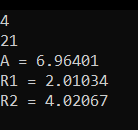 4
21
A = 6.96401
R1 = 2.01034
R2 = 4.02067